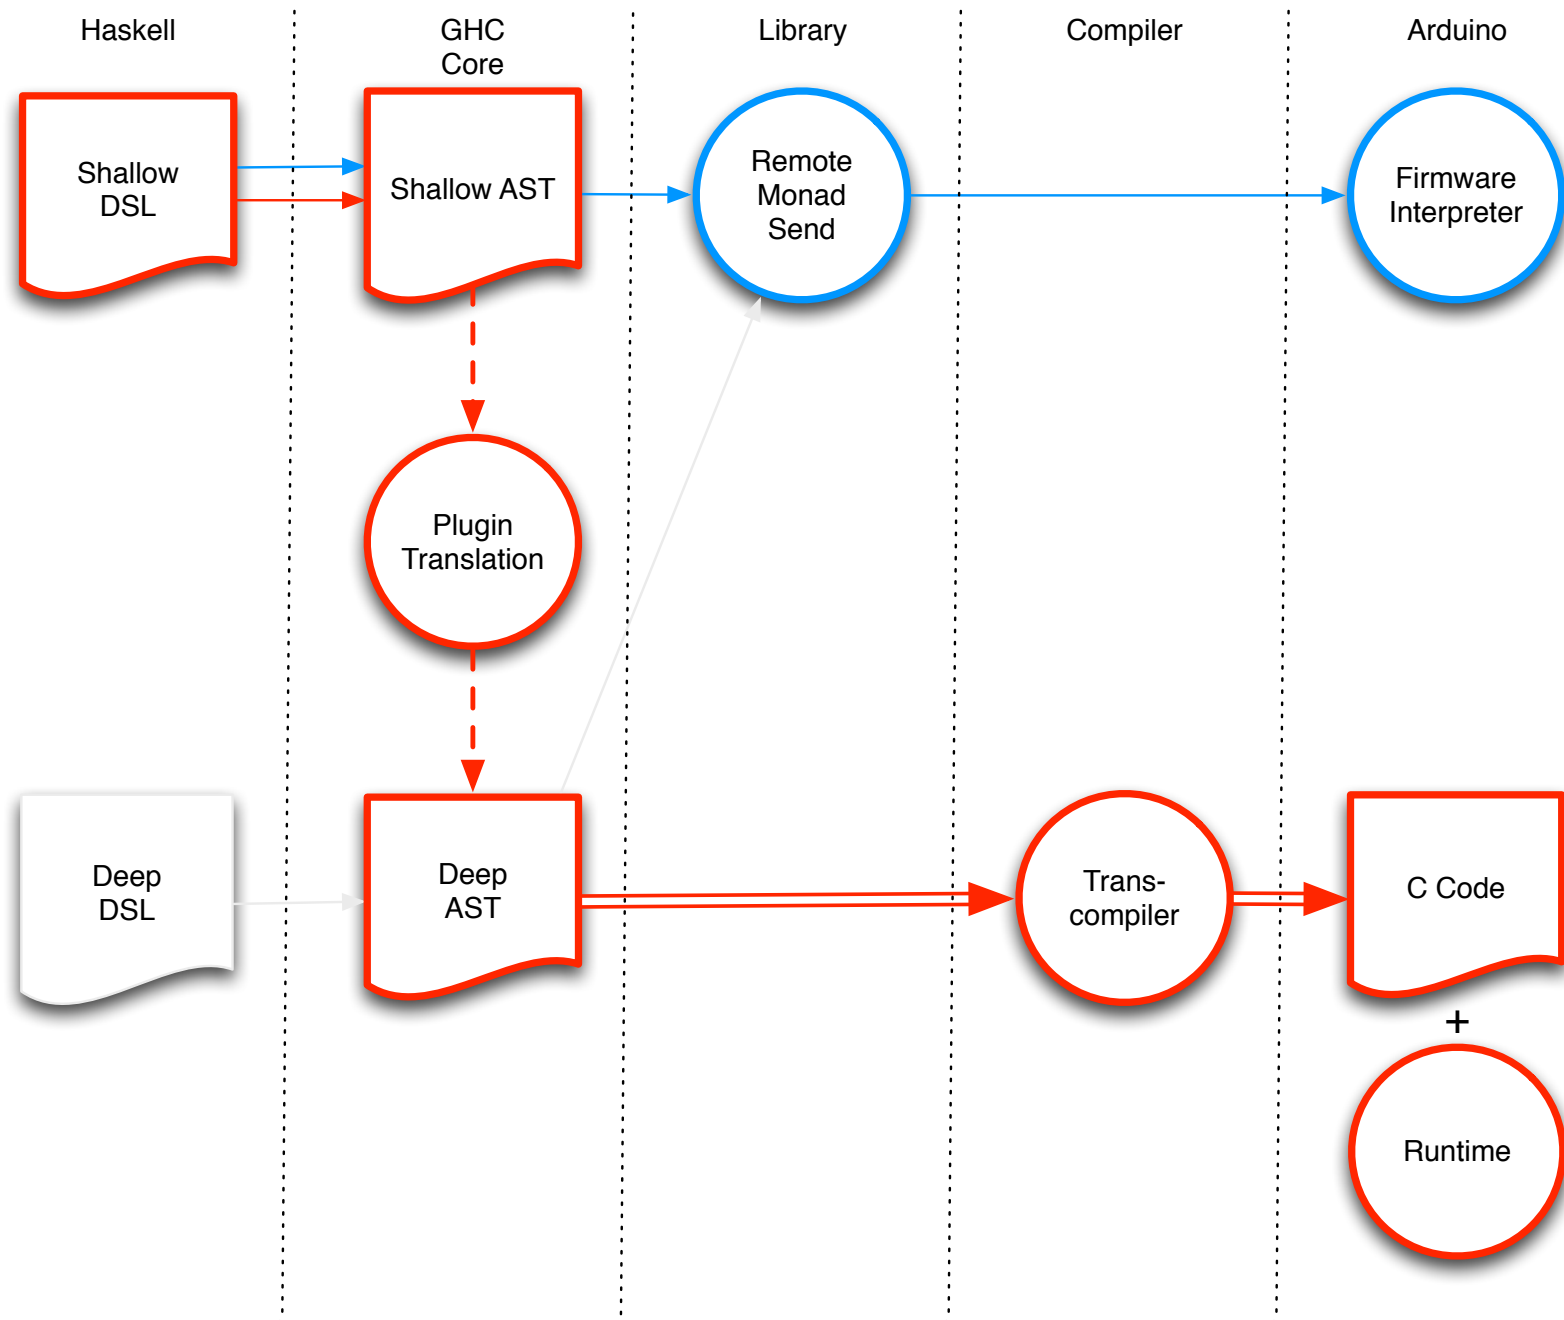 Haskell
GHC
Core
Library
Compiler
Arduino
Shallow
DSL
Shallow AST
Remote
Monad
Send
Firmware
Interpreter
Plugin
Translation
Deep
DSL
Deep
AST
Trans-
compiler
C Code
+
Runtime